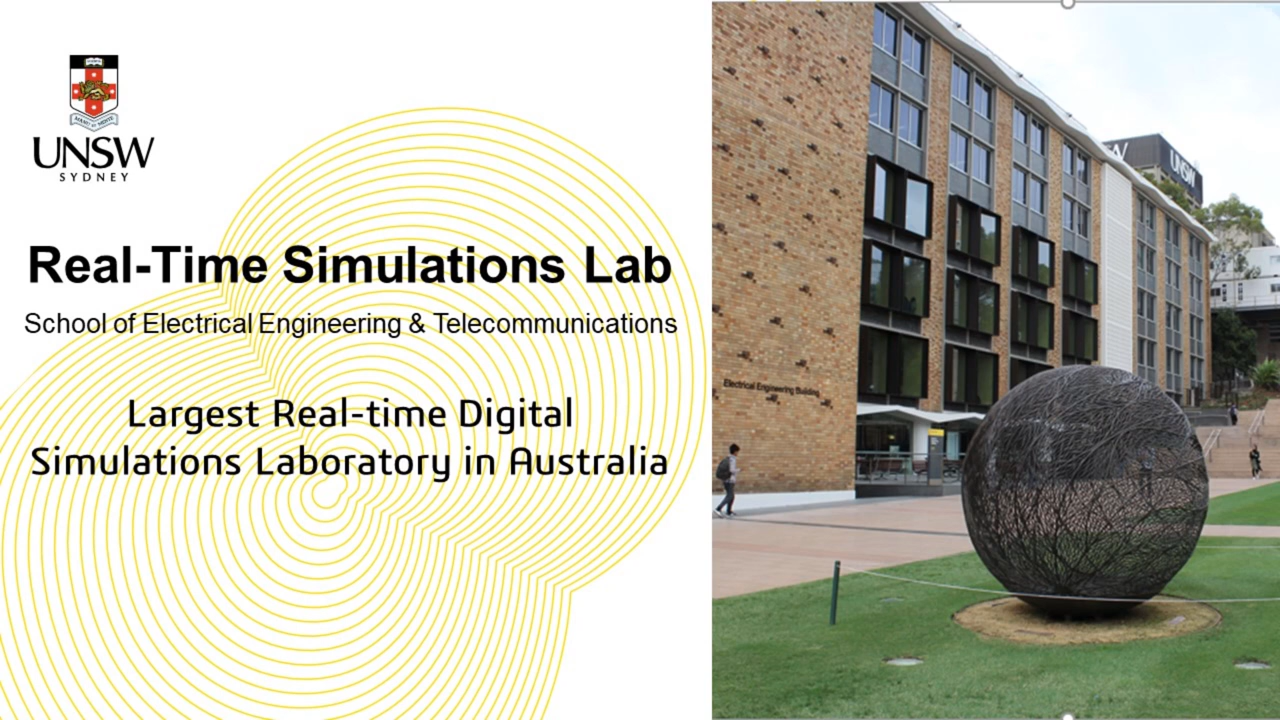 UNSW
SYDNEY
Real-Time Simulations Lab
School of Electrical Engineering & Telecommunications
Largest Real-time Digital
Simulations Laboratory in Australia
Electrical Engineering Building
UNSW